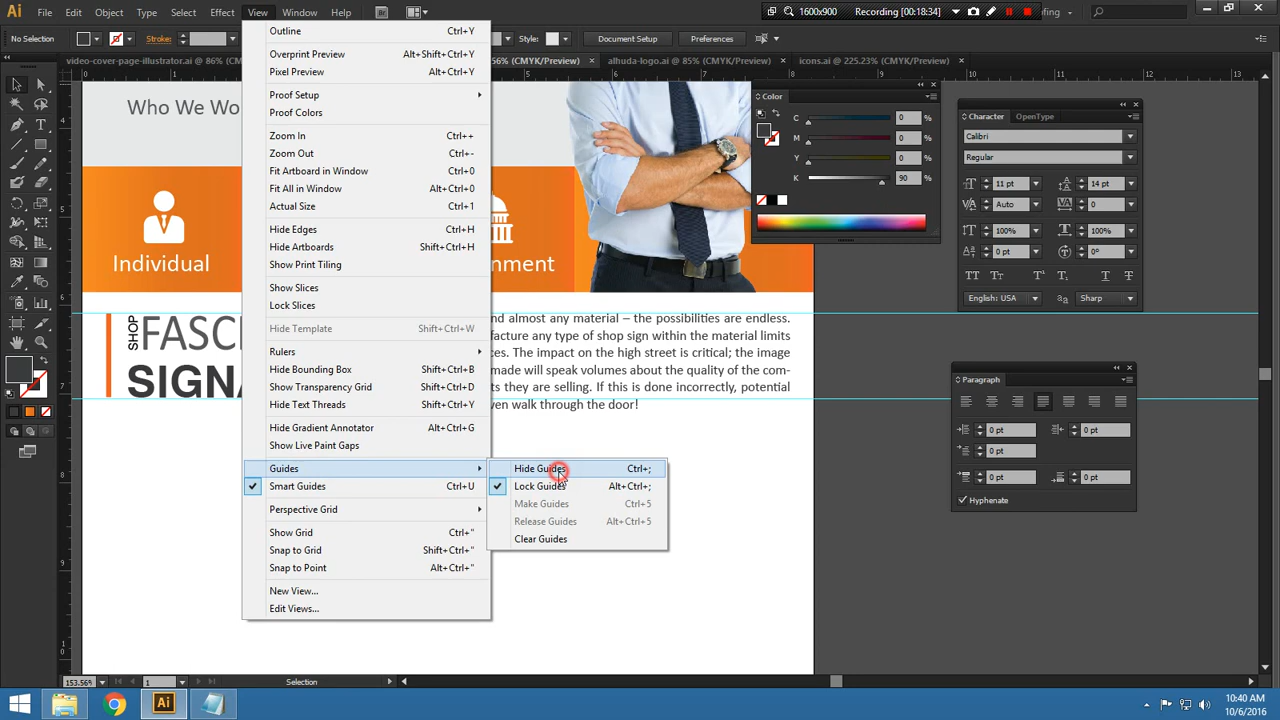 Ai File Edit Object Type Select Effect View Window Help Br
1600x900 Recording [00:18:34]
No Selection Stroke: Style: Document Setup Preferences
video-cover-page-illustrator.ai @ 86% (CM 56% (CMYK/Preview) × alhuda-logo.ai @ 85% (CMYK/Preview) × icons.ai @ 225.23% (CMYK/Preview) ×
Outline Ctrl+Y
Overprint Preview Alt+Shift+Ctrl+Y
Pixel Preview Alt+Ctrl+Y
Proof Setup
Proof Colors
Zoom In Ctrl++
Zoom Out Ctrl+-
Fit Artboard in Window Ctrl+0
Fit All in Window Alt+Ctrl+0
Actual Size Ctrl+1
Hide Edges Ctrl+H
Hide Artboards Shift+Ctrl+H
Show Print Tiling
Show Slices
Lock Slices
Hide Template Shift+Ctrl+W
Rulers
Hide Bounding Box Shift+Ctrl+B
Show Transparency Grid Shift+Ctrl+D
Hide Text Threads Shift+Ctrl+Y
Hide Gradient Annotator Alt+Ctrl+G
Show Live Paint Gaps
Guides
Smart Guides Ctrl+U
Perspective Grid
Show Grid Ctrl+"
Snap to Grid Shift+Ctrl+"
Snap to Point Alt+Ctrl+"
New View...
Edit Views...
Hide Guides Ctrl+;
Lock Guides Alt+Ctrl+;
Make Guides Ctrl+5
Release Guides Alt+Ctrl+5
Clear Guides
Who We Wo
Individual
nment
SHOP
FASCI
SIGNA
nd almost any material – the possibilities are endless.
facture any type of shop sign within the material limits
ces. The impact on the high street is critical; the image
made will speak volumes about the quality of the com-
ts they are selling. If this is done incorrectly, potential
ven walk through the door!
Color
C 0 %
M 0 %
Y 0 %
K 90 %
Character OpenType
Calibri
Regular
11 pt 14 pt
Auto 0
100% 100%
0 pt 0°
English: USA Sharp
Paragraph
0 pt 0 pt
0 pt
0 pt 0 pt
Hyphenate
153.56% 1 Selection
10:40 AM
10/6/2016